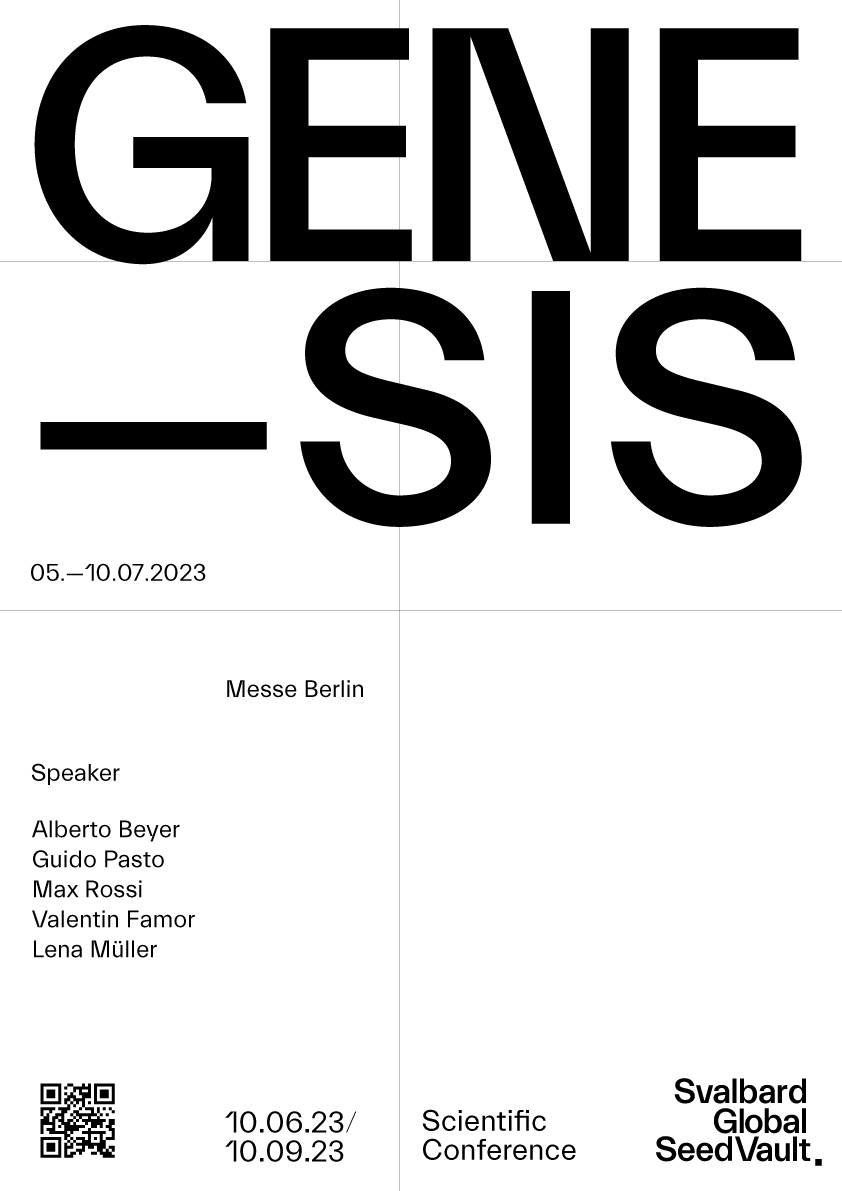 GENE
—SIS
05.—10.07.2023
Messe Berlin
Speaker
Alberto Beyer
Guido Pasto
Max Rossi
Valentin Famor
Lena Müller
10.06.23/
10.09.23
Scientific
Conference
Svalbard
Global
SeedVault.